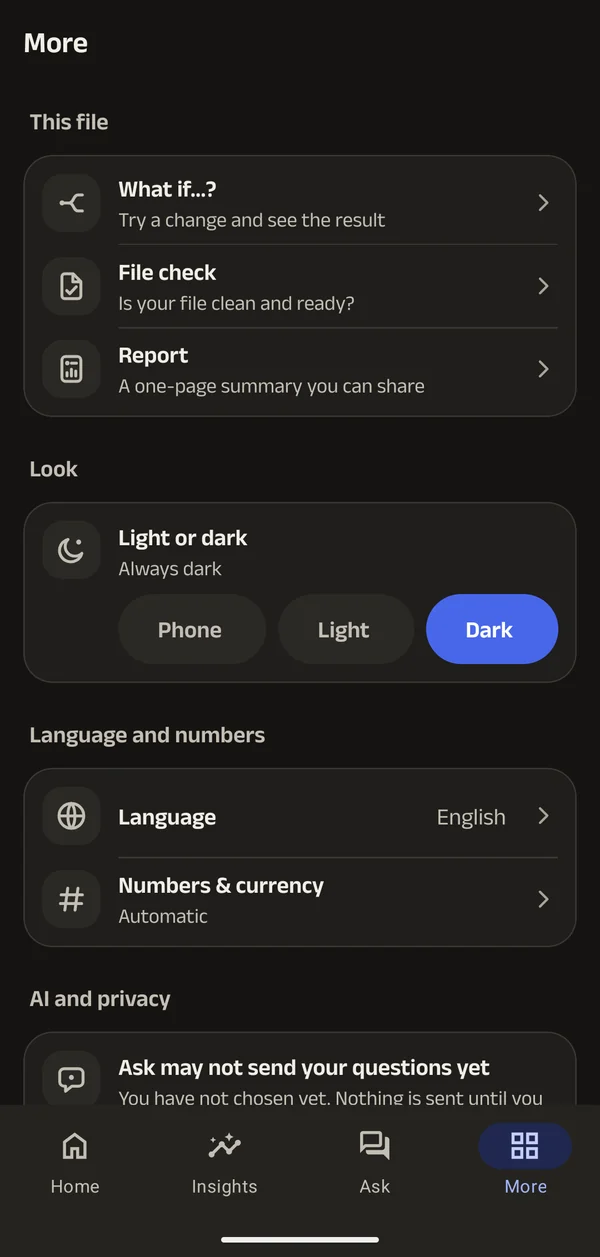 More
This file
What if...?
Try a change and see the result
File check
Is your file clean and ready?
Report
A one-page summary you can share
Look
Light or dark
Always dark
Phone
Light
Dark
Language and numbers
Language
English
Numbers & currency
Automatic
AI and privacy
Ask may not send your questions yet
You have not chosen yet. Nothing is sent until you
Home
Insights
Ask
More